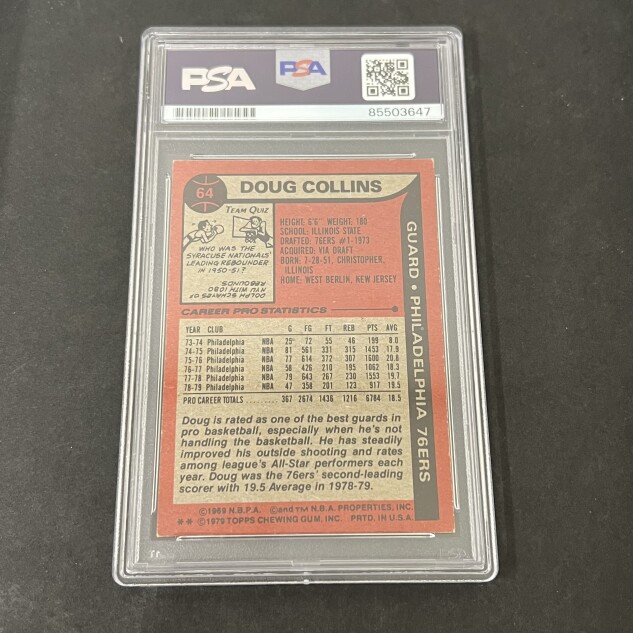 PSA
PSA
85503647
64
DOUG COLLINS
TEAM QUIZ
WHO WAS THE
SYRACUSE NATIONALS'
LEADING REBOUNDER
IN 1950-51?
DOLPH SCHAYES OF
NYU WITH 1080
REBOUNDS
HEIGHT: 6'6" WEIGHT: 180
SCHOOL: ILLINOIS STATE
DRAFTED: 76ERS #1-1973
ACQUIRED: VIA DRAFT
BORN: 7-28-51, CHRISTOPHER,
ILLINOIS
HOME: WEST BERLIN, NEW JERSEY
GUARD • PHILADELPHIA 76ERS
CAREER PRO STATISTICS
YEAR CLUB G FG FT REB PTS AVG
73-74 Philadelphia NBA 25 72 55 46 199 8.0
74-75 Philadelphia NBA 81 561 331 315 1453 17.9
75-76 Philadelphia NBA 77 614 372 307 1600 20.8
76-77 Philadelphia NBA 58 426 210 195 1062 18.3
77-78 Philadelphia NBA 79 643 267 230 1553 19.7
78-79 Philadelphia NBA 47 358 201 123 917 19.5
PRO CAREER TOTALS ......... 367 2674 1436 1216 6784 18.5
Doug is rated as one of the best guards in
pro basketball, especially when he's not
handling the basketball. He has steadily
improved his outside shooting and rates
among league's All-Star performers each
year. Doug was the 76ers' second-leading
scorer with 19.5 Average in 1978-79.
©1969 N.B.P.A. ©and TM N.B.A. PROPERTIES, INC.
** ©1979 TOPPS CHEWING GUM, INC. PRTD. IN U.S.A.